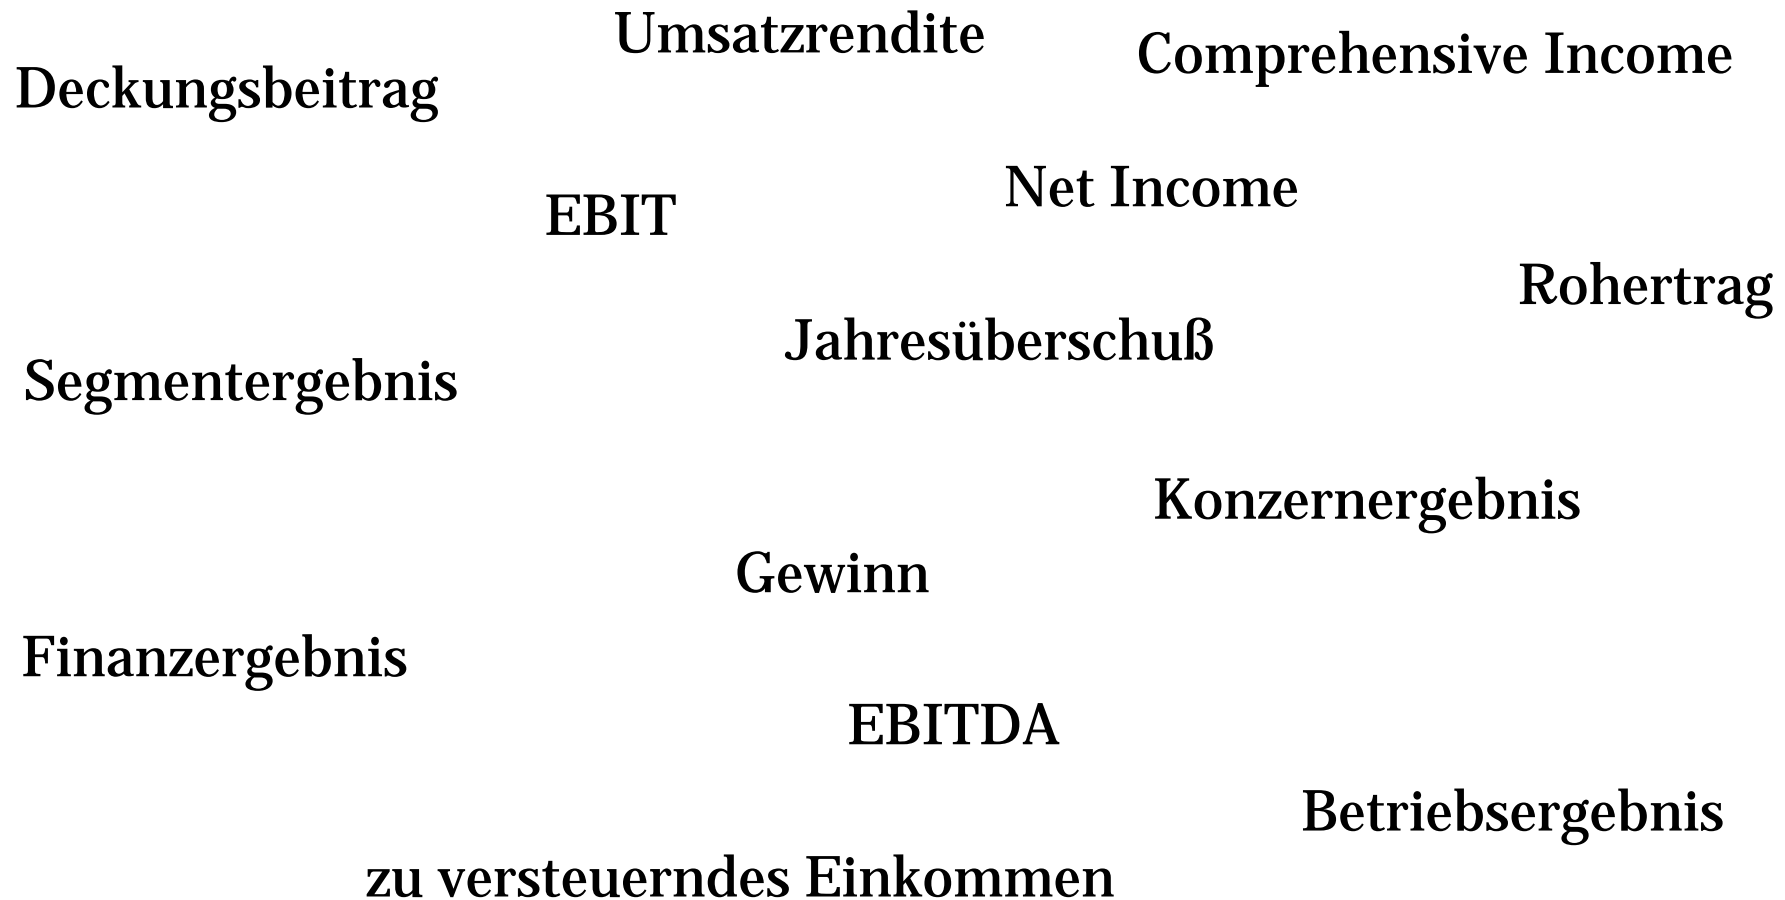 Umsatzrendite
Comprehensive Income
Deckungsbeitrag
Net Income
EBIT
Rohertrag
Jahresüberschuß
Segmentergebnis
Konzernergebnis
Gewinn
Finanzergebnis
EBITDA
Betriebsergebnis
zu versteuerndes Einkommen